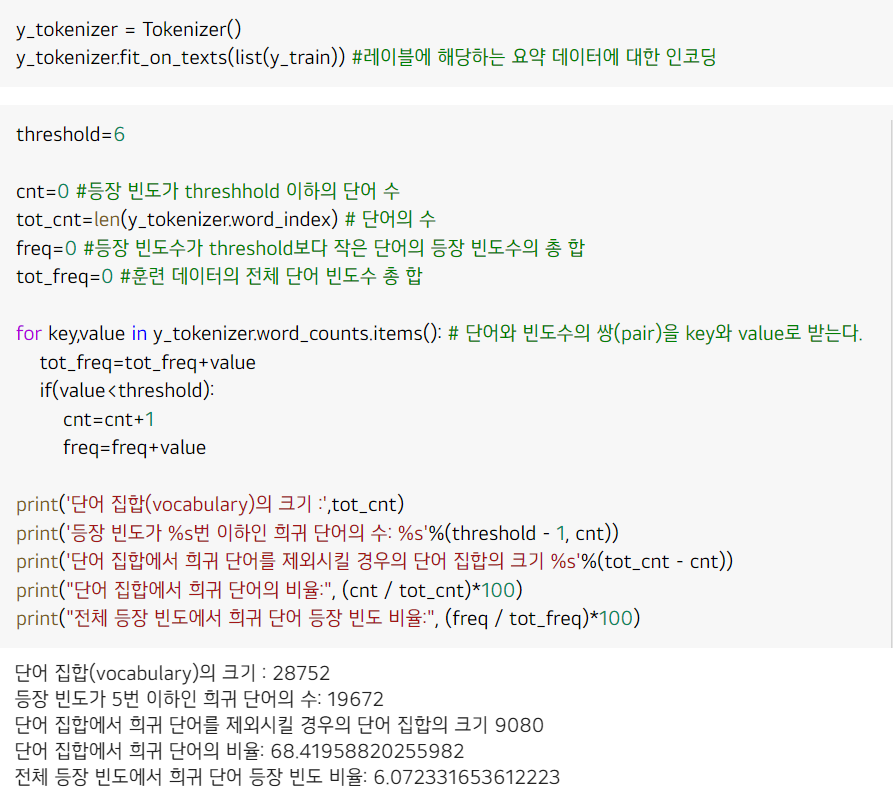 y_tokenizer = Tokenizer()
y_tokenizer.fit_on_texts(list(y_train)) #레이블에 해당하는 요약 데이터에 대한 인코딩
threshold=6
cnt=0 #등장 빈도가 threshhold 이하의 단어 수
tot_cnt=len(y_tokenizer.word_index) # 단어의 수
freq=0 #등장 빈도수가 threshold보다 작은 단어의 등장 빈도수의 총 합
tot_freq=0 #훈련 데이터의 전체 단어 빈도수 총 합
for key,value in y_tokenizer.word_counts.items(): # 단어와 빈도수의 쌍(pair)을 key와 value로 받는다.
    tot_freq=tot_freq+value
    if(value<threshold):
        cnt=cnt+1
        freq=freq+value
print('단어 집합(vocabulary)의 크기 :',tot_cnt)
print('등장 빈도가 %s번 이하인 희귀 단어의 수: %s'%(threshold - 1, cnt))
print('단어 집합에서 희귀 단어를 제외시킬 경우의 단어 집합의 크기 %s'%(tot_cnt - cnt))
print("단어 집합에서 희귀 단어의 비율:", (cnt / tot_cnt)*100)
print("전체 등장 빈도에서 희귀 단어 등장 빈도 비율:", (freq / tot_freq)*100)
단어 집합(vocabulary)의 크기 : 28752
등장 빈도가 5번 이하인 희귀 단어의 수: 19672
단어 집합에서 희귀 단어를 제외시킬 경우의 단어 집합의 크기 9080
단어 집합에서 희귀 단어의 비율: 68.41958820255982
전체 등장 빈도에서 희귀 단어 등장 빈도 비율: 6.072331653612223